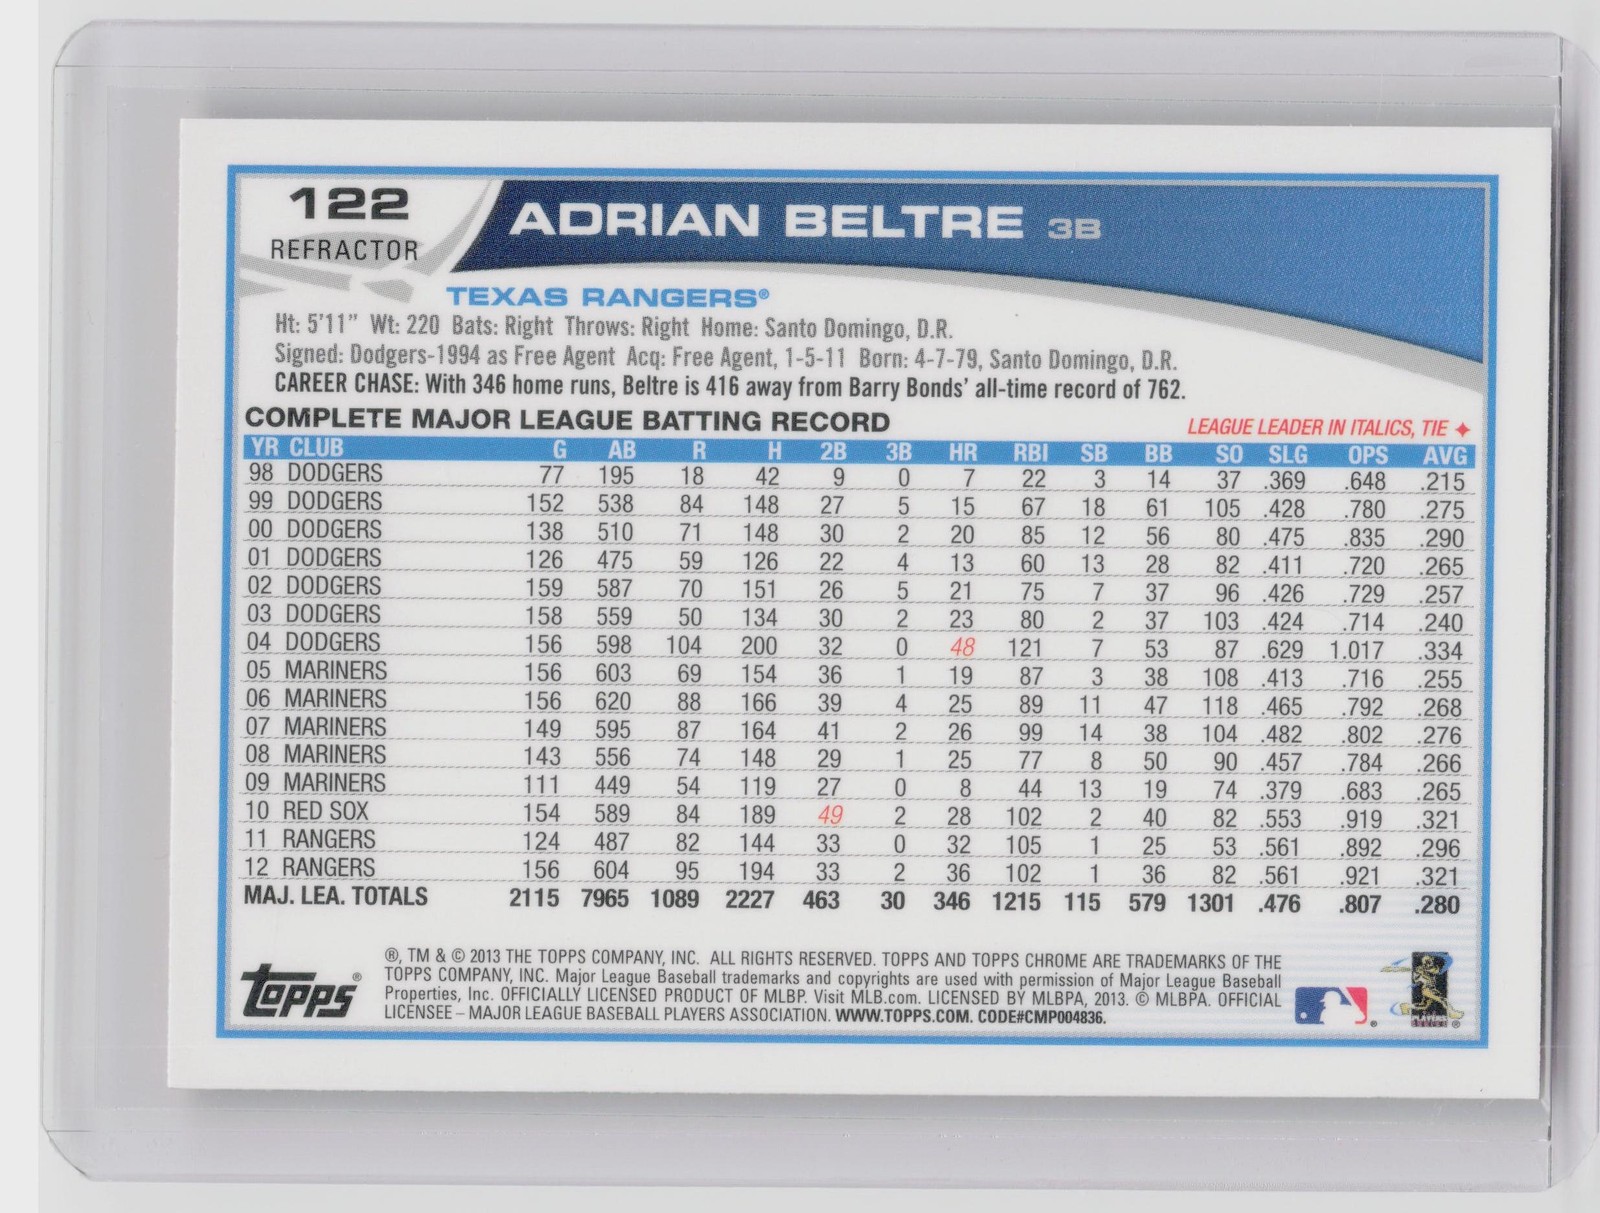 122
REFRACTOR
ADRIAN BELTRE 3B
TEXAS RANGERS®
Ht: 5'11" Wt: 220 Bats: Right Throws: Right Home: Santo Domingo, D.R.
Signed: Dodgers-1994 as Free Agent Acq: Free Agent, 1-5-11 Born: 4-7-79, Santo Domingo, D.R.
CAREER CHASE: With 346 home runs, Beltre is 416 away from Barry Bonds' all-time record of 762.
COMPLETE MAJOR LEAGUE BATTING RECORD LEAGUE LEADER IN ITALICS, TIE ✦
YR CLUB G AB R H 2B 3B HR RBI SB BB SO SLG OPS AVG
98 DODGERS 77 195 18 42 9 0 7 22 3 14 37 .369 .648 .215
99 DODGERS 152 538 84 148 27 5 15 67 18 61 105 .428 .780 .275
00 DODGERS 138 510 71 148 30 2 20 85 12 56 80 .475 .835 .290
01 DODGERS 126 475 59 126 22 4 13 60 13 28 82 .411 .720 .265
02 DODGERS 159 587 70 151 26 5 21 75 7 37 96 .426 .729 .257
03 DODGERS 158 559 50 134 30 2 23 80 2 37 103 .424 .714 .240
04 DODGERS 156 598 104 200 32 0 48 121 7 53 87 .629 1.017 .334
05 MARINERS 156 603 69 154 36 1 19 87 3 38 108 .413 .716 .255
06 MARINERS 156 620 88 166 39 4 25 89 11 47 118 .465 .792 .268
07 MARINERS 149 595 87 164 41 2 26 99 14 38 104 .482 .802 .276
08 MARINERS 143 556 74 148 29 1 25 77 8 50 90 .457 .784 .266
09 MARINERS 111 449 54 119 27 0 8 44 13 19 74 .379 .683 .265
10 RED SOX 154 589 84 189 49 2 28 102 2 40 82 .553 .919 .321
11 RANGERS 124 487 82 144 33 0 32 105 1 25 53 .561 .892 .296
12 RANGERS 156 604 95 194 33 2 36 102 1 36 82 .561 .921 .321
MAJ. LEA. TOTALS 2115 7965 1089 2227 463 30 346 1215 115 579 1301 .476 .807 .280
Topps®
®, TM & © 2013 THE TOPPS COMPANY, INC. ALL RIGHTS RESERVED. TOPPS AND TOPPS CHROME ARE TRADEMARKS OF THE
TOPPS COMPANY, INC. Major League Baseball trademarks and copyrights are used with permission of Major League Baseball
Properties, Inc. OFFICIALLY LICENSED PRODUCT OF MLBP. Visit MLB.com. LICENSED BY MLBPA, 2013. © MLBPA. OFFICIAL
LICENSEE – MAJOR LEAGUE BASEBALL PLAYERS ASSOCIATION. WWW.TOPPS.COM. CODE#CMP004836.